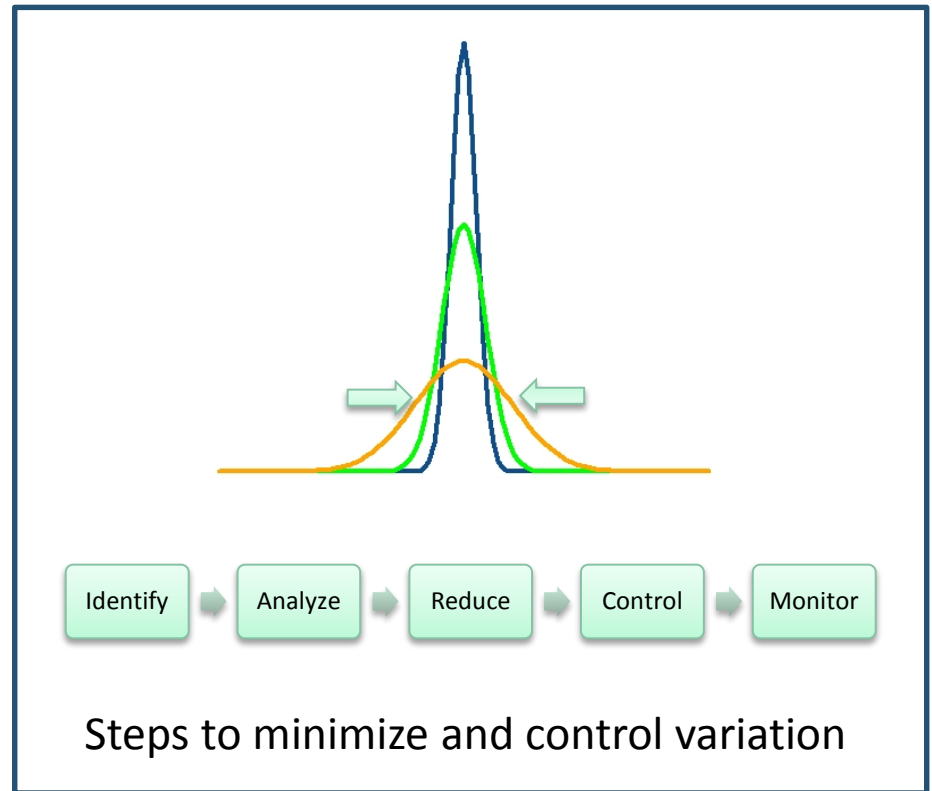 Identify Analyze Reduce Control Monitor
Steps to minimize and control variation